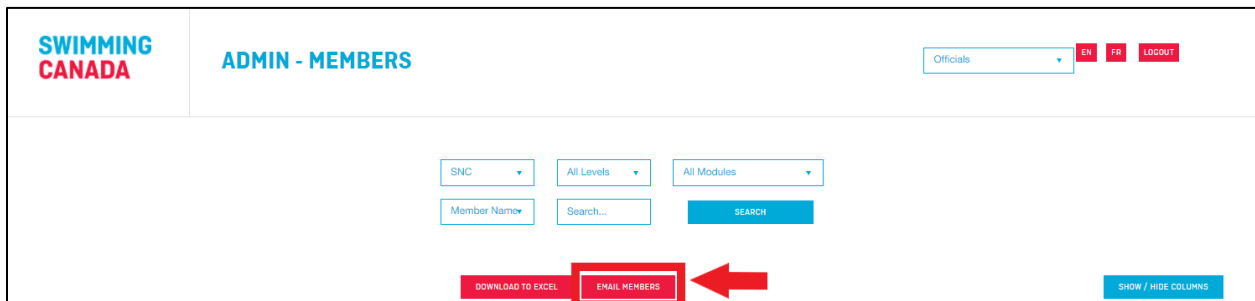 SWIMMING
CANADA
ADMIN - MEMBERS
Officials
EN
FR
LOGOUT
SNC
All Levels
All Modules
Member Name
Search...
SEARCH
DOWNLOAD TO EXCEL
EMAIL MEMBERS
SHOW / HIDE COLUMNS